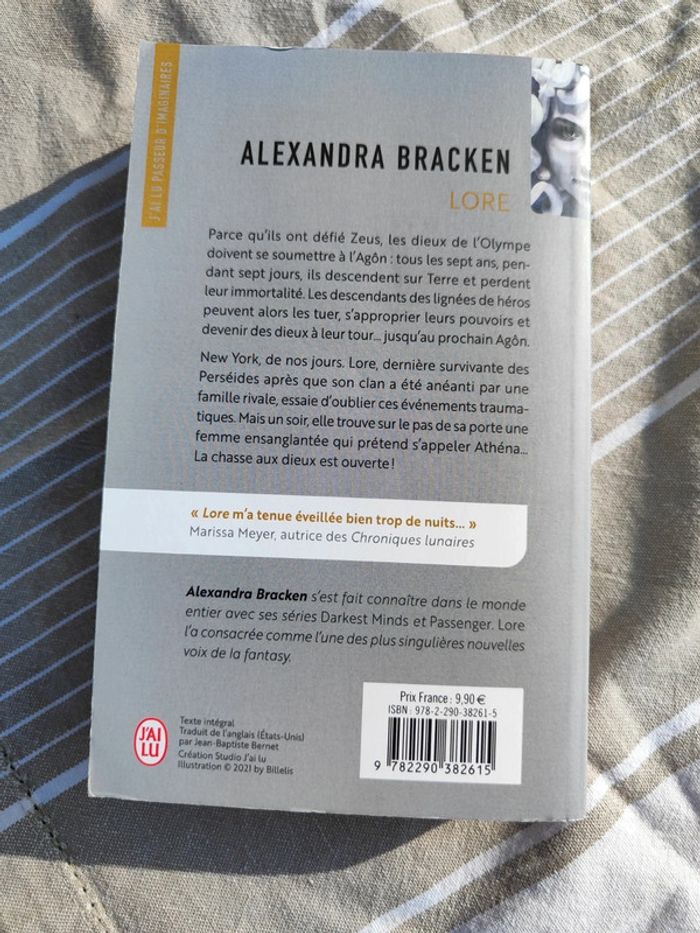 J'AI LU PASSEUR D'IMAGINAIRES
ALEXANDRA BRACKEN
LORE
Parce qu'ils ont défié Zeus, les dieux de l'Olympe
doivent se soumettre à l'Agôn : tous les sept ans, pen-
dant sept jours, ils descendent sur Terre et perdent
leur immortalité. Les descendants des lignées de héros
peuvent alors les tuer, s'approprier leurs pouvoirs et
devenir des dieux à leur tour... jusqu'au prochain Agôn.
New York, de nos jours. Lore, dernière survivante des
Perséides après que son clan a été anéanti par une
famille rivale, essaie d'oublier ces événements trauma-
tiques. Mais un soir, elle trouve sur le pas de sa porte une
femme ensanglantée qui prétend s'appeler Athéna...
La chasse aux dieux est ouverte !
« Lore m'a tenue éveillée bien trop de nuits... »
Marissa Meyer, autrice des Chroniques lunaires
Alexandra Bracken s'est fait connaître dans le monde
entier avec ses séries Darkest Minds et Passenger. Lore
l'a consacrée comme l'une des plus singulières nouvelles
voix de la fantasy.
J'AI
LU
Texte intégral
Traduit de l'anglais (États-Unis)
par Jean-Baptiste Bernet
Création Studio J'ai lu
Illustration © 2021 by Billelis
Prix France : 9,90 €
ISBN : 978-2-290-38261-5
9 782290 382615